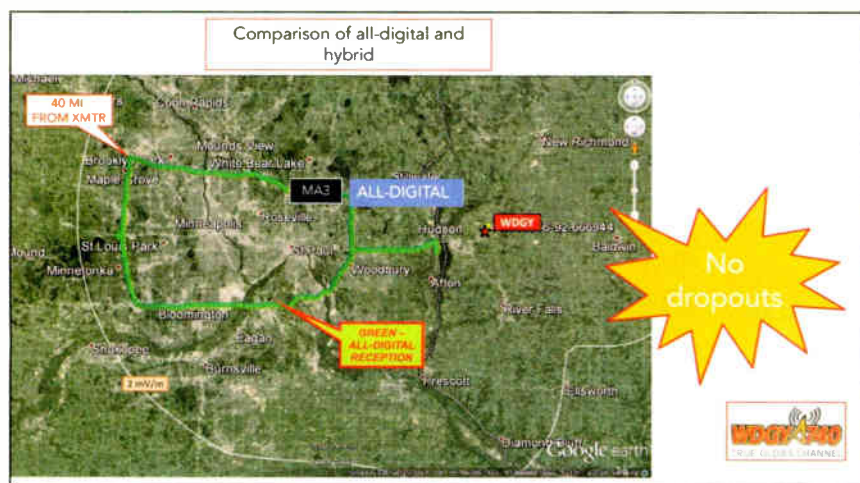 Comparison of all-digital and
hybrid
40 MI
FROM XMTR
Coon Rapids
Mounds View
White Bear Lake
Maple Grove
MA3
ALL-DIGITAL
New Richmond
Minneapolis
Roseville
Hudson
WDGY
Baldwin
St Louis Park
St Paul
Minnetonka
Woodbury
Afton
No
dropouts
River Falls
Bloomington
Eagan
GREEN –
ALL-DIGITAL
RECEPTION
Shakopee
Burnsville
2 mV/m
Prescott
Ellsworth
Diamond Bluff
Google earth
WDGY 740
TRUE OLDIES CHANNEL